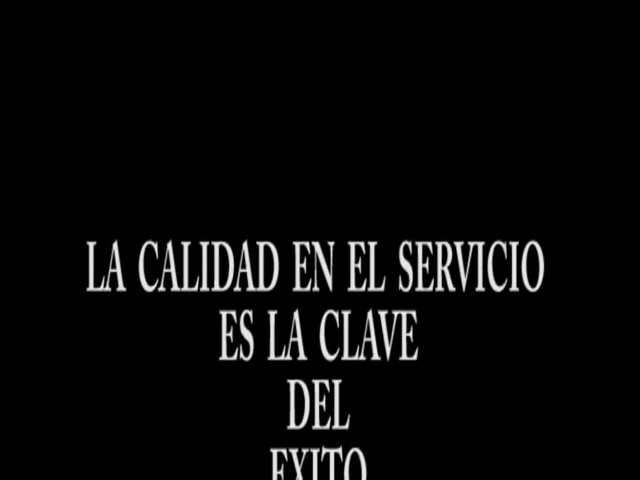 LA CALIDAD EN EL SERVICIO
ES LA CLAVE
DEL
EXITO